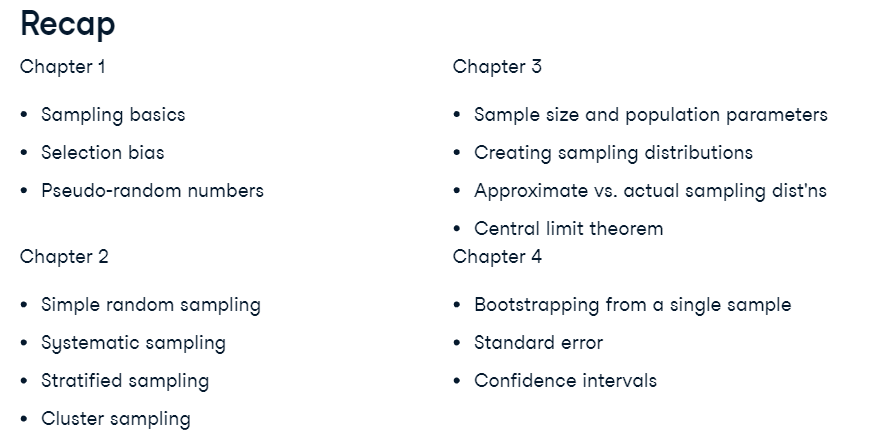 Recap
Chapter 1
• Sampling basics
• Selection bias
• Pseudo-random numbers
Chapter 2
• Simple random sampling
• Systematic sampling
• Stratified sampling
• Cluster sampling
Chapter 3
• Sample size and population parameters
• Creating sampling distributions
• Approximate vs. actual sampling dist'ns
• Central limit theorem
Chapter 4
• Bootstrapping from a single sample
• Standard error
• Confidence intervals